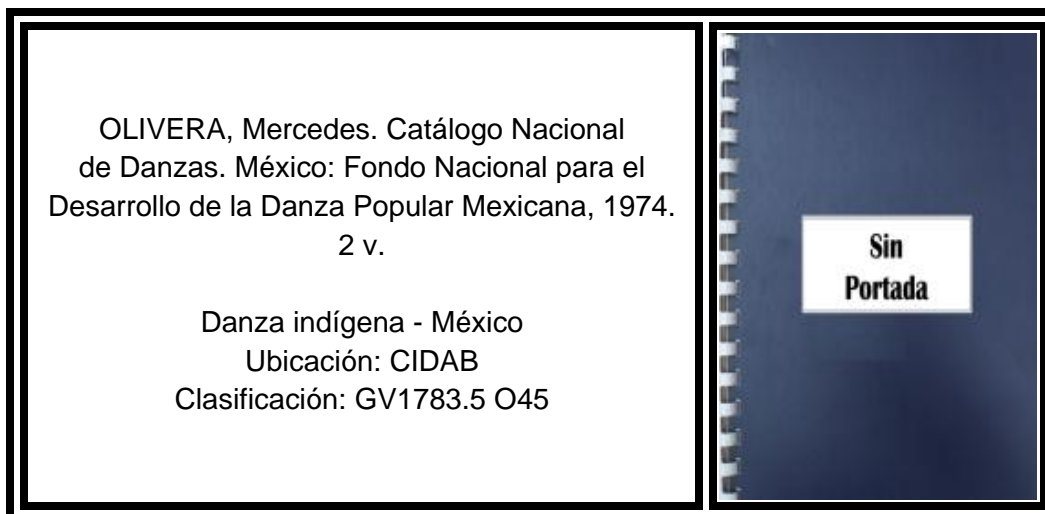 OLIVERA, Mercedes. Catálogo Nacional
de Danzas. México: Fondo Nacional para el
Desarrollo de la Danza Popular Mexicana, 1974.
2 v.
Danza indígena - México
Ubicación: CIDAB
Clasificación: GV1783.5 O45
Sin
Portada